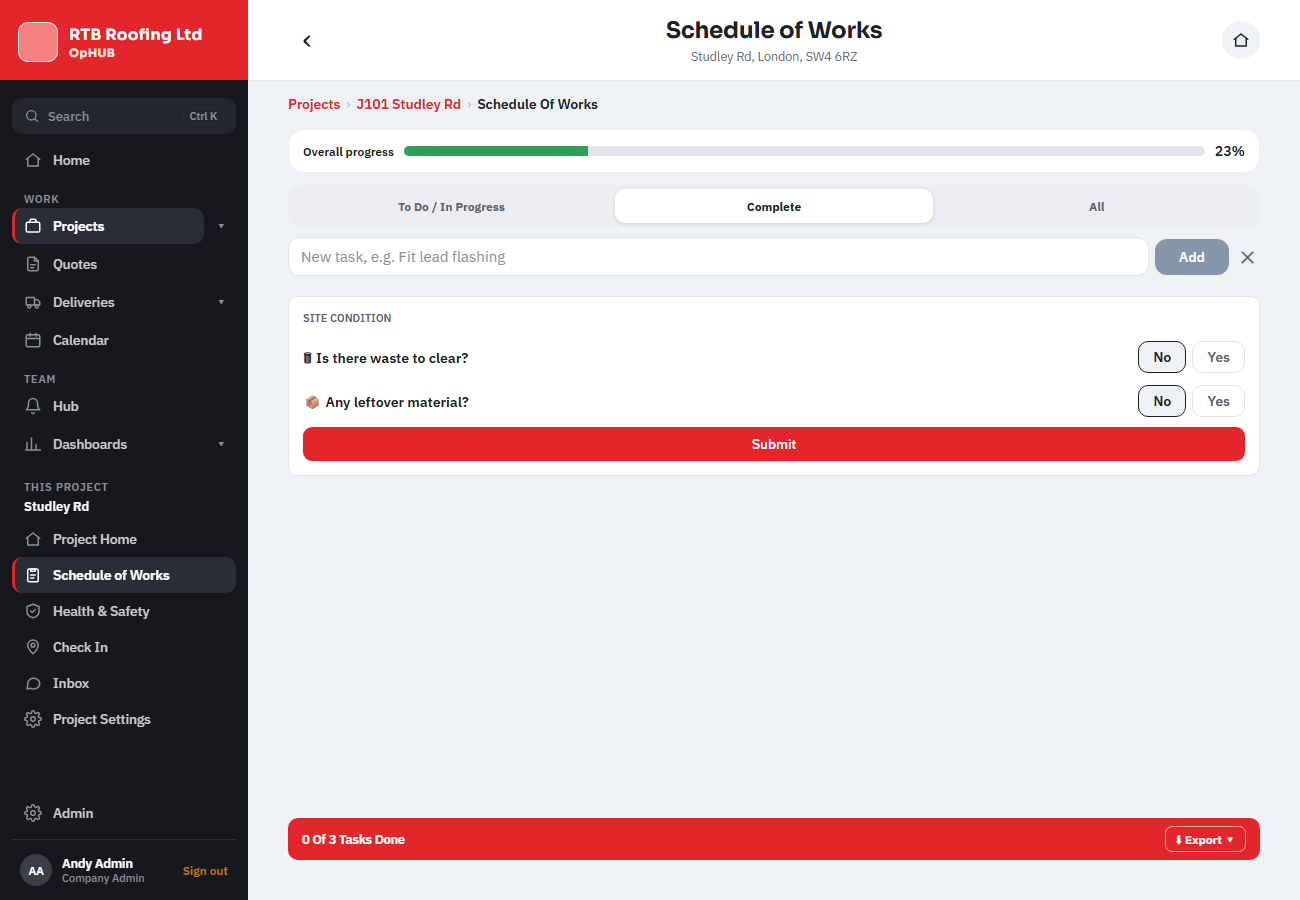 RTB Roofing Ltd
OpHUB
Search
Ctrl K
Home
WORK
Projects
Quotes
Deliveries
Calendar
TEAM
Hub
Dashboards
THIS PROJECT
Studley Rd
Project Home
Schedule of Works
Health & Safety
Check In
Inbox
Project Settings
Admin
AA
Andy Admin
Company Admin
Sign out
Schedule of Works
Studley Rd, London, SW4 6RZ
Projects › J101 Studley Rd › Schedule Of Works
Overall progress
23%
To Do / In Progress
Complete
All
New task, e.g. Fit lead flashing
Add
SITE CONDITION
Is there waste to clear?
No
Yes
Any leftover material?
No
Yes
Submit
0 Of 3 Tasks Done
Export